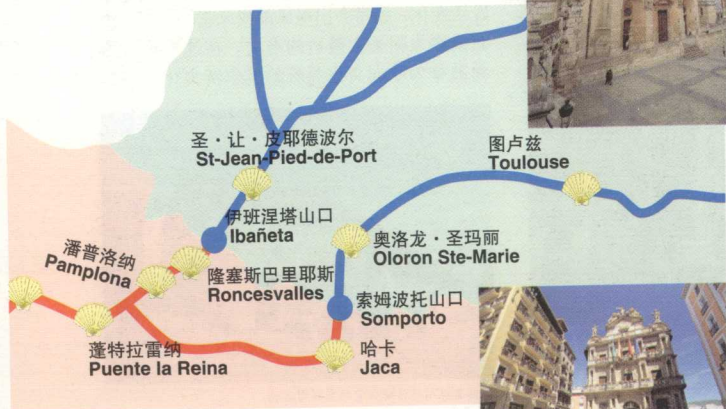 圣·让·皮耶德波尔
St-Jean-Pied-de-Port
图卢兹
Toulouse
伊班涅塔山口
Ibañeta
奥洛龙·圣玛丽
Oloron Ste-Marie
潘普洛纳
Pamplona
隆塞斯巴里耶斯
Roncesvalles
索姆波托山口
Somporto
蓬特拉雷纳
Puente la Reina
哈卡
Jaca